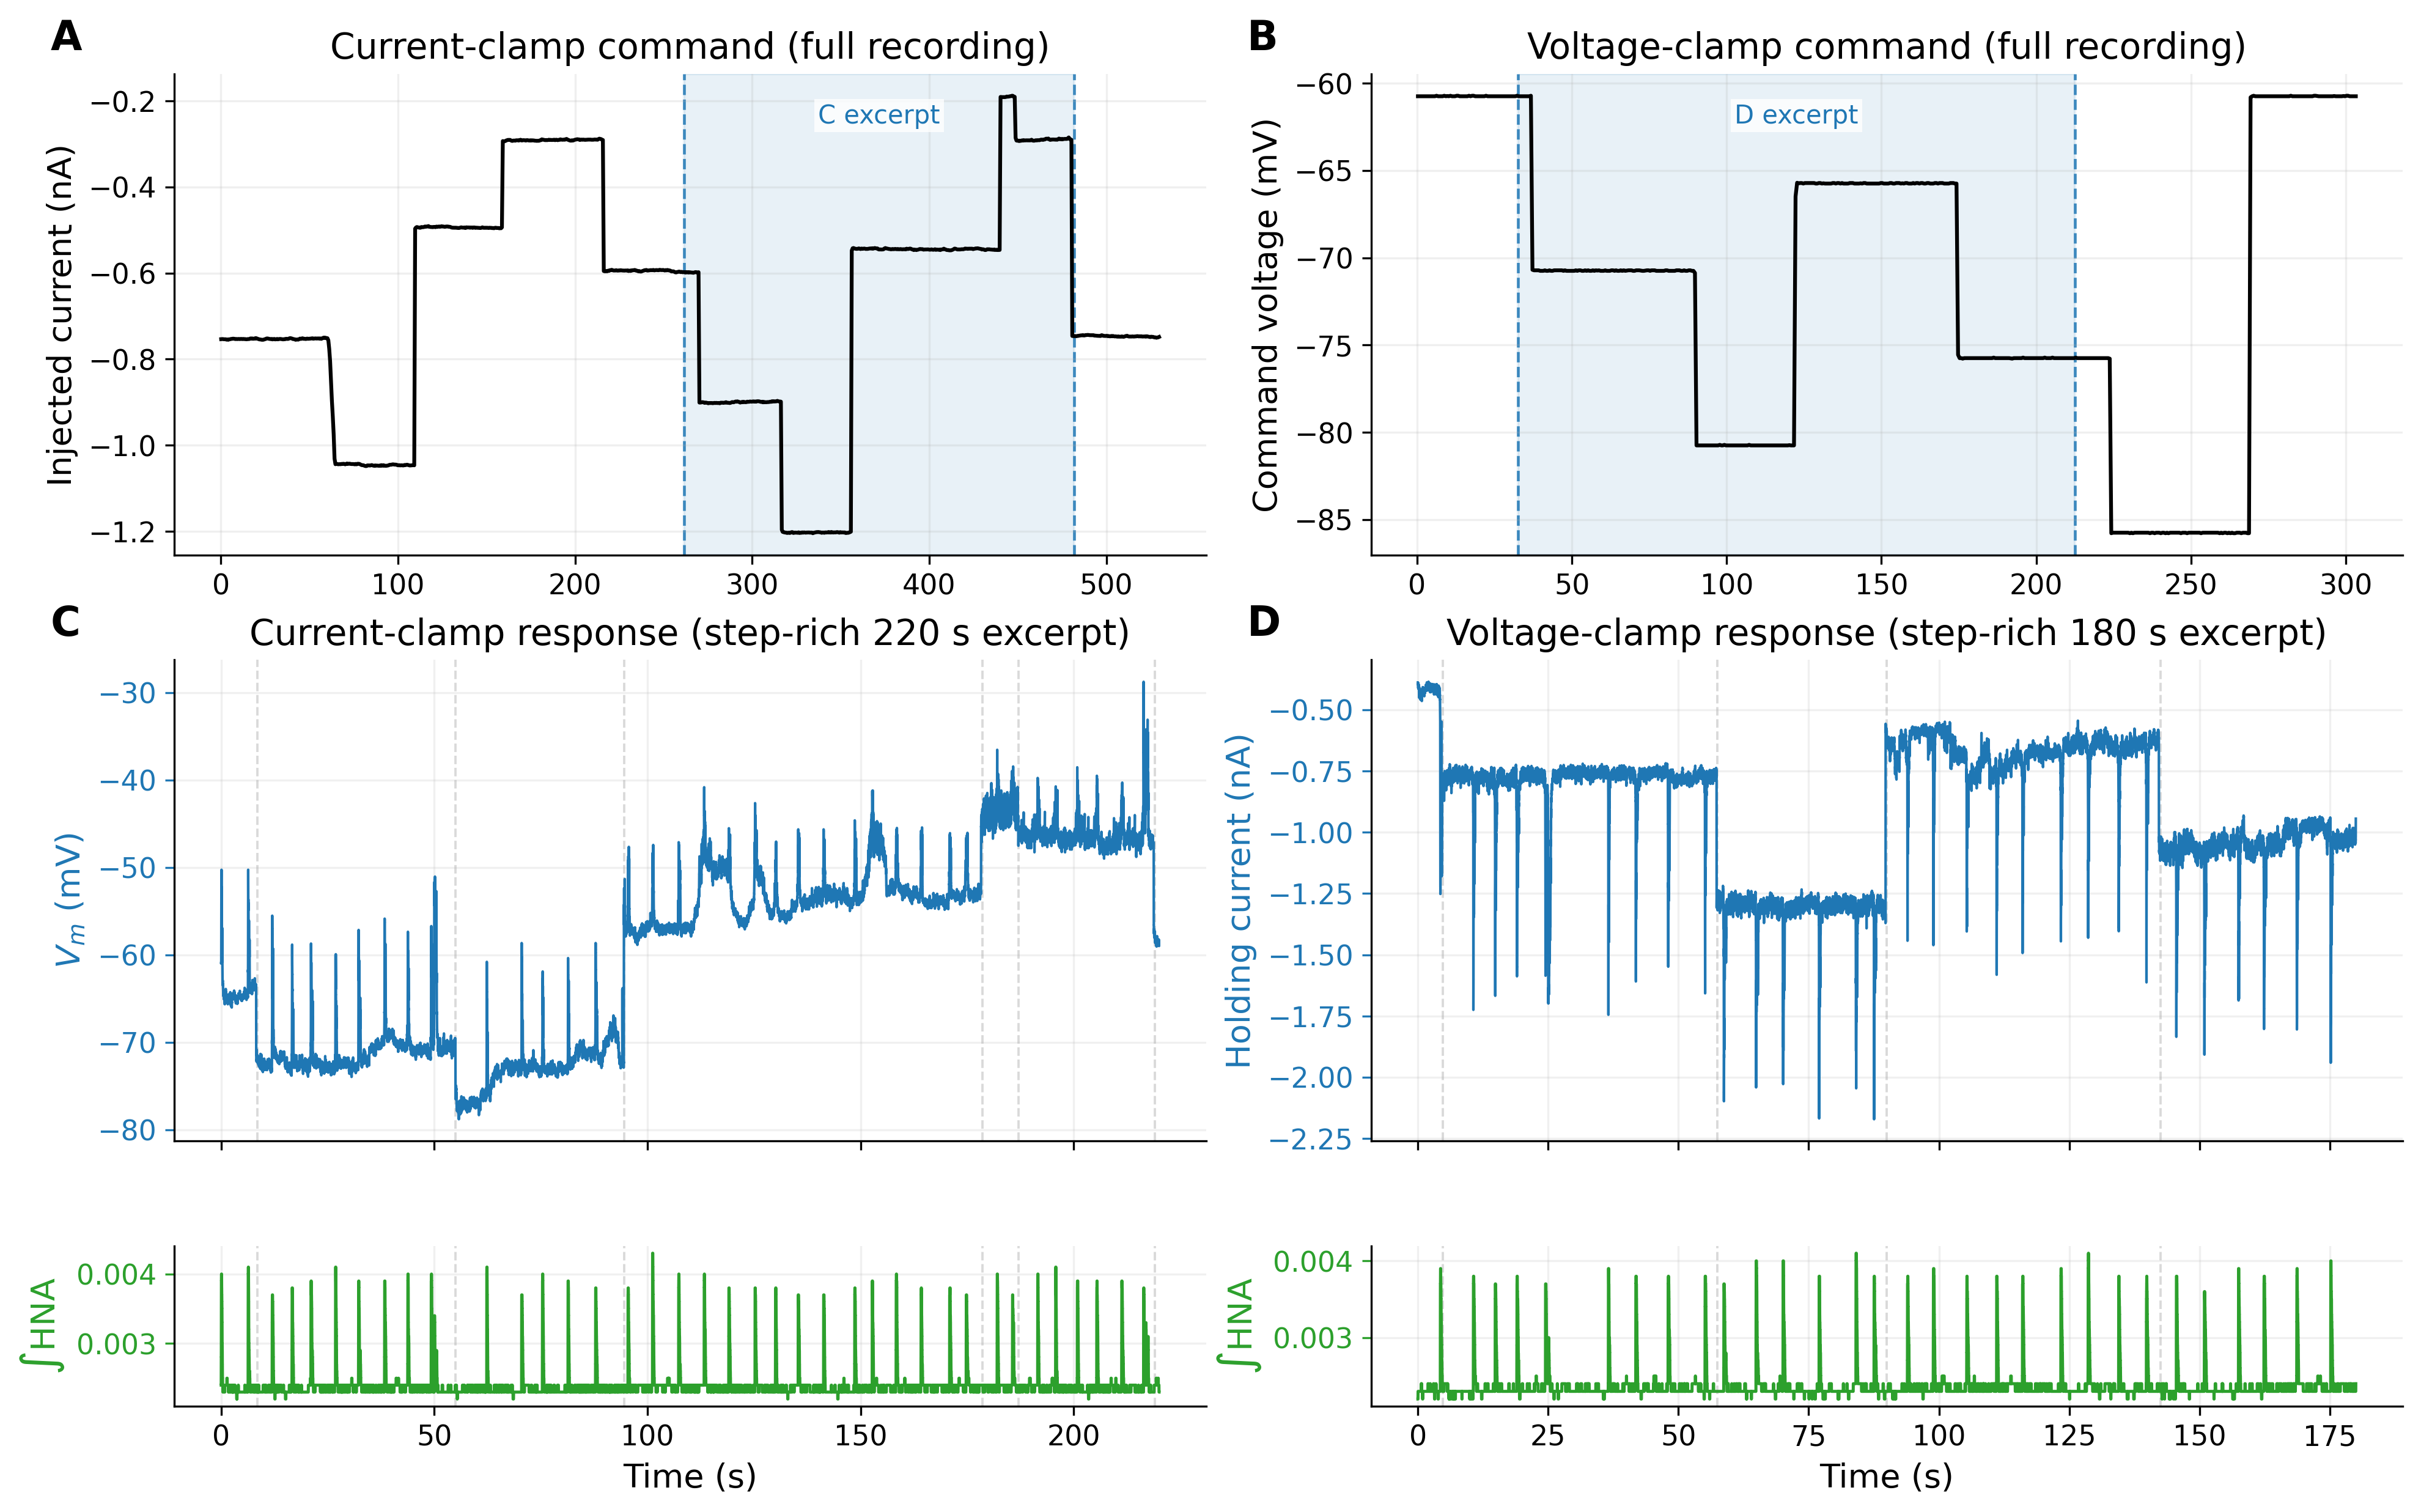 A
Current-clamp command (full recording)
Injected current (nA)
−0.2
−0.4
−0.6
−0.8
−1.0
−1.2
C excerpt
0 100 200 300 400 500
B
Voltage-clamp command (full recording)
Command voltage (mV)
−60
−65
−70
−75
−80
−85
D excerpt
0 50 100 150 200 250 300
C
Current-clamp response (step-rich 220 s excerpt)
Vm (mV)
−30
−40
−50
−60
−70
−80
∫HNA
0.004
0.003
0 50 100 150 200
Time (s)
D
Voltage-clamp response (step-rich 180 s excerpt)
Holding current (nA)
−0.50
−0.75
−1.00
−1.25
−1.50
−1.75
−2.00
−2.25
∫HNA
0.004
0.003
0 25 50 75 100 125 150 175
Time (s)